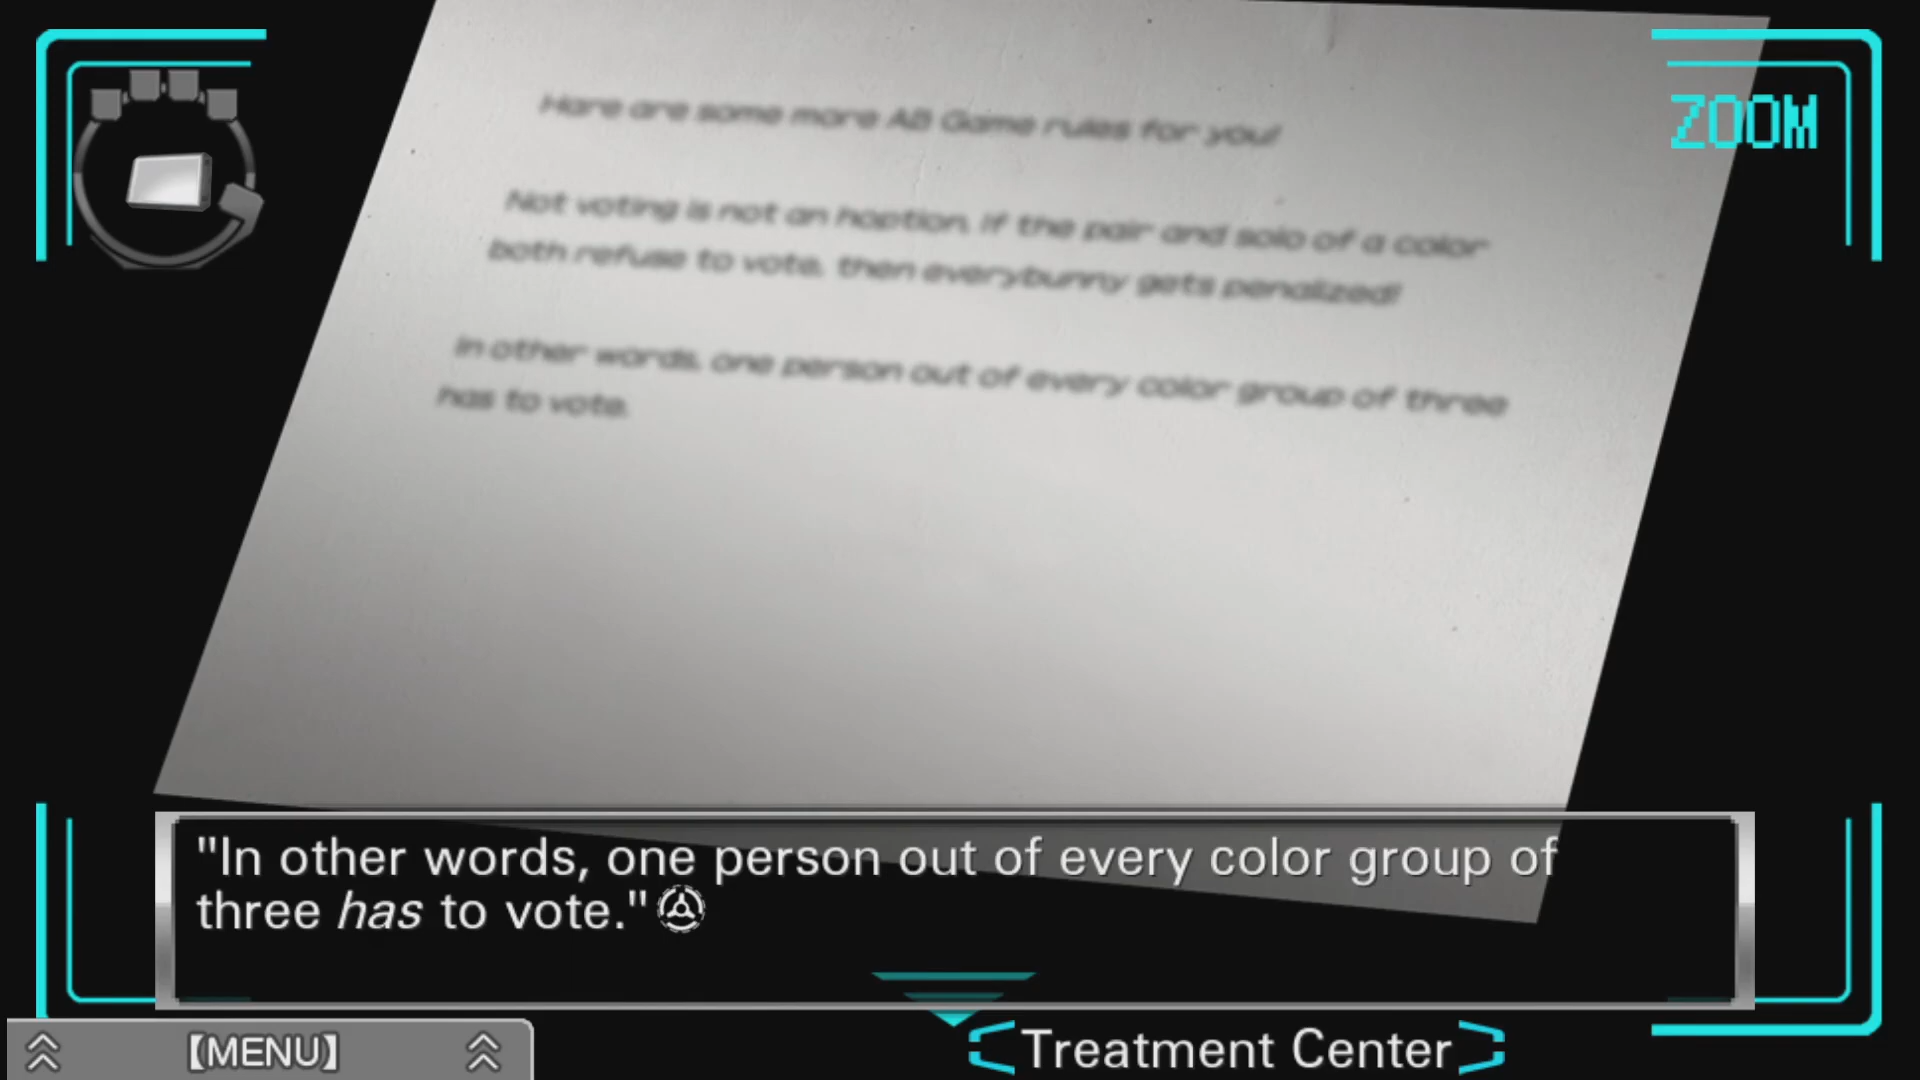 ZOOM
Hare are some more AB Game rules for you!
Not voting is not an hoption. If the pair and solo of a color
both refuse to vote, then everybunny gets penalized!
In other words, one person out of every color group of three
has to vote.
"In other words, one person out of every color group of
three has to vote."
【MENU】
Treatment Center